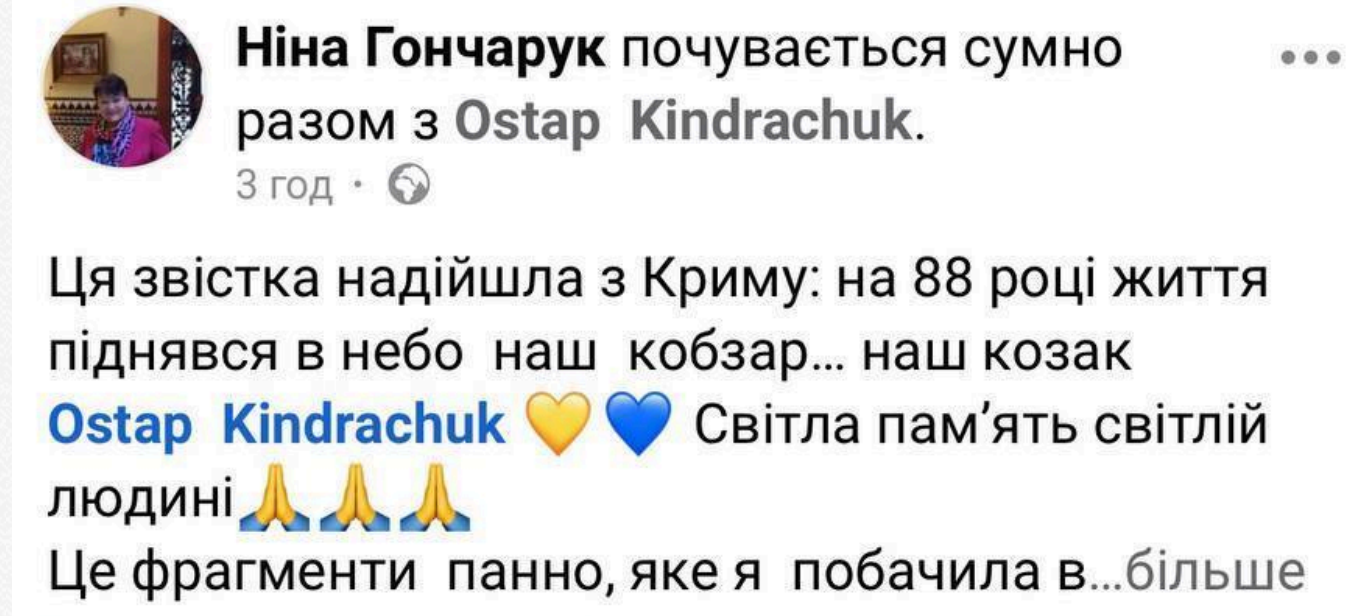 Ніна Гончарук почувається сумно
разом з Ostap Kindrachuk.
3 год ·
Ця звістка надійшла з Криму: на 88 році життя
піднявся в небо наш кобзар... наш козак
Ostap Kindrachuk 💛💙 Світла пам’ять світлій
людині🙏🙏🙏
Це фрагменти панно, яке я побачила в...більше